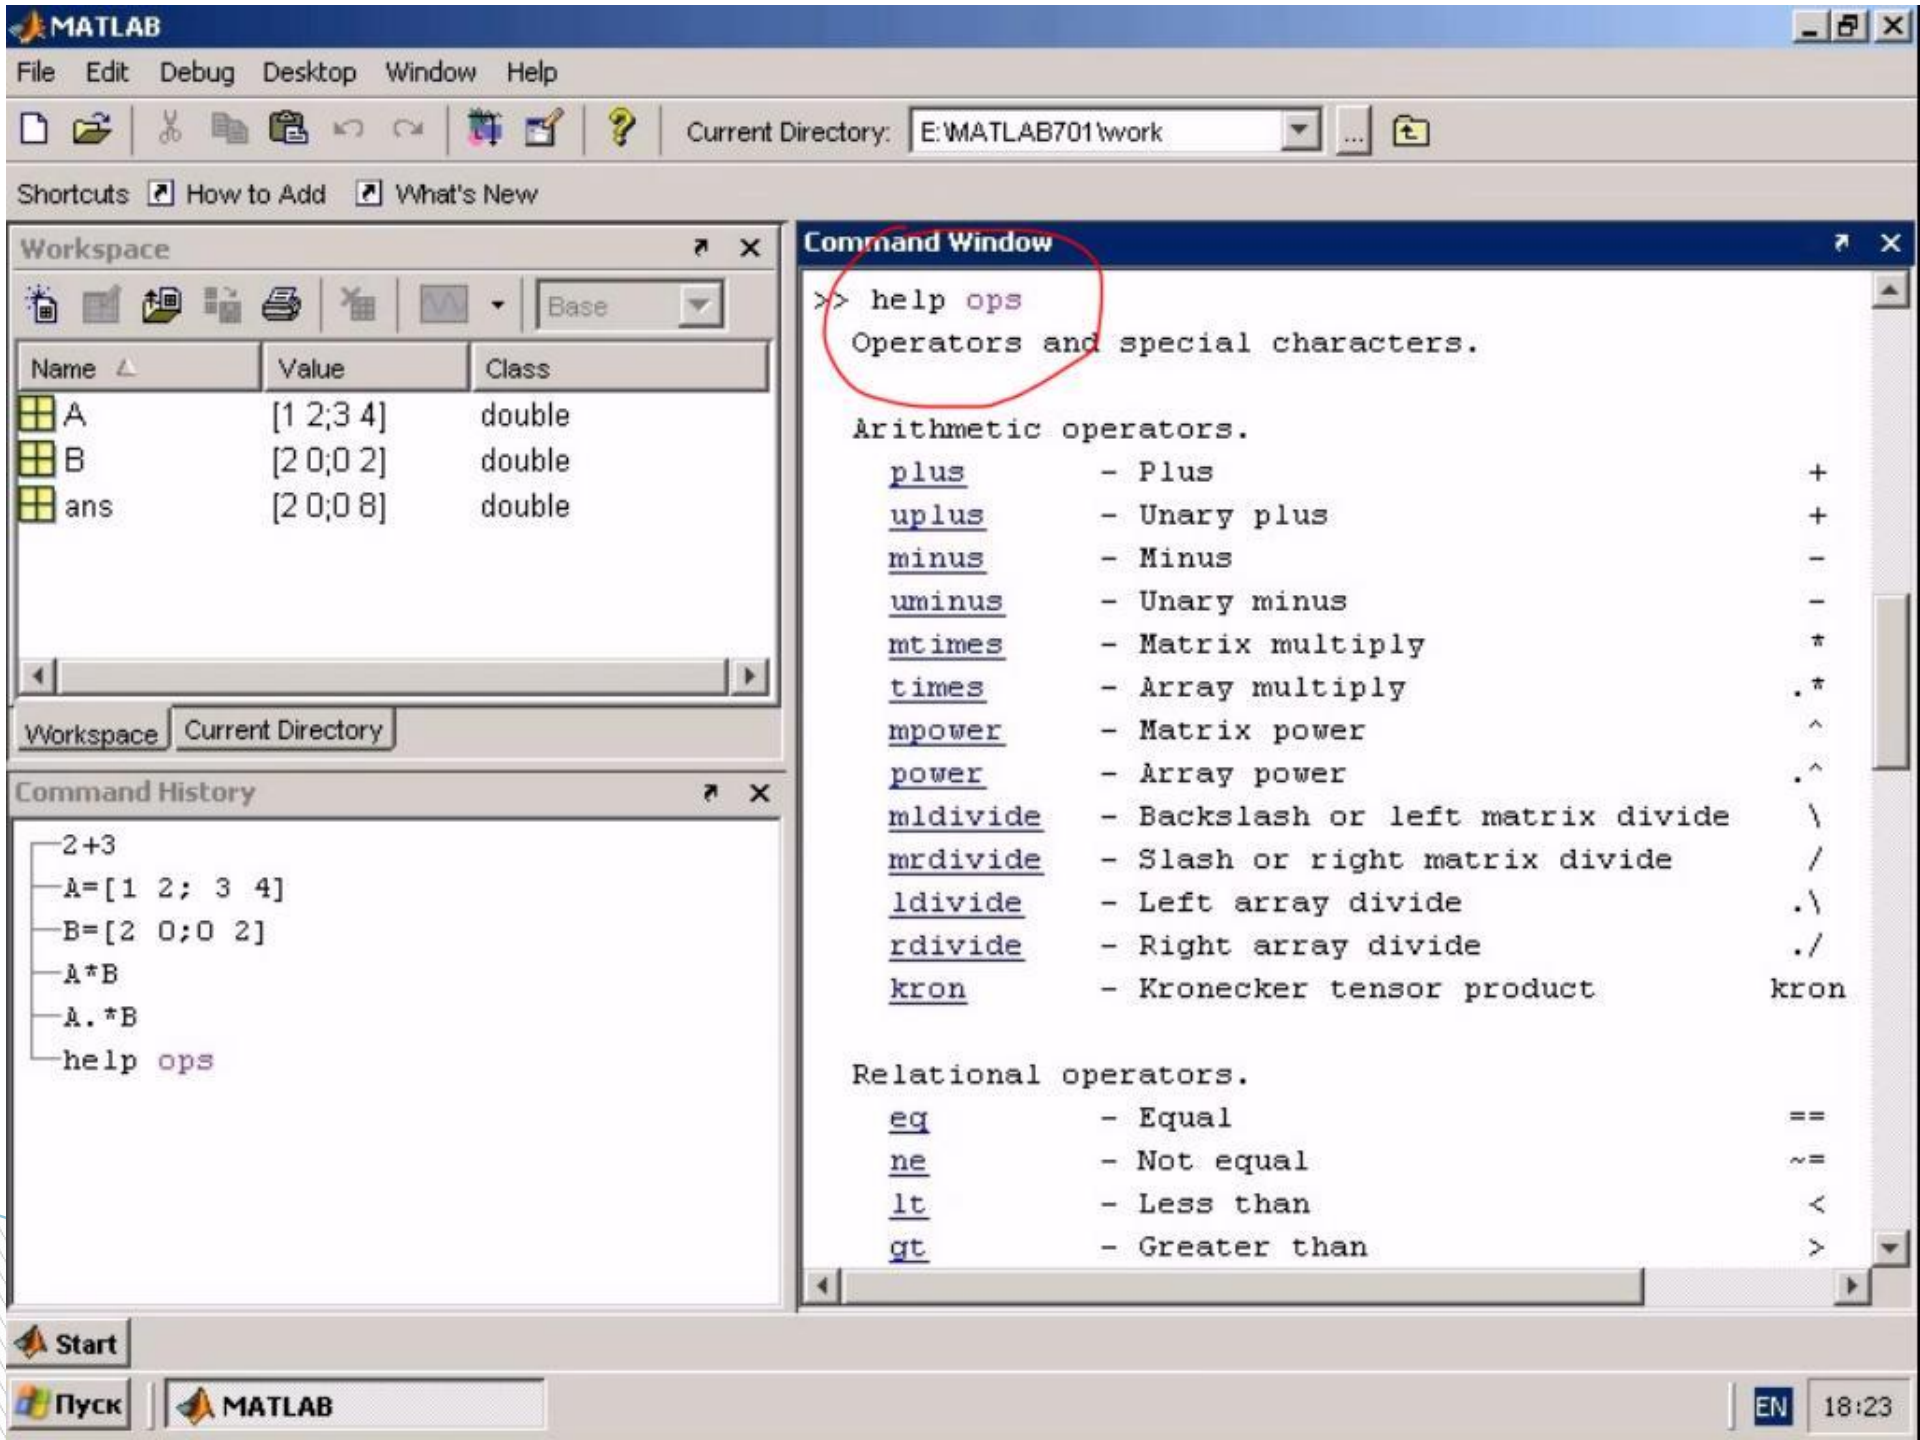 MATLAB
File Edit Debug Desktop Window Help
Current Directory: E:\MATLAB701\work ...
Shortcuts How to Add What's New
Workspace
Base
Name Value Class
A [1 2;3 4] double
B [2 0;0 2] double
ans [2 0;0 8] double
Workspace Current Directory
Command History
2+3
A=[1 2; 3 4]
B=[2 0;0 2]
A*B
A.*B
help ops
Command Window
>> help ops
Operators and special characters.
Arithmetic operators.
plus - Plus +
uplus - Unary plus +
minus - Minus -
uminus - Unary minus -
mtimes - Matrix multiply *
times - Array multiply .*
mpower - Matrix power ^
power - Array power .^
mldivide - Backslash or left matrix divide \
mrdivide - Slash or right matrix divide /
ldivide - Left array divide .\
rdivide - Right array divide ./
kron - Kronecker tensor product kron
Relational operators.
eq - Equal ==
ne - Not equal ~=
lt - Less than <
gt - Greater than >
Start
Пуск MATLAB EN 18:23